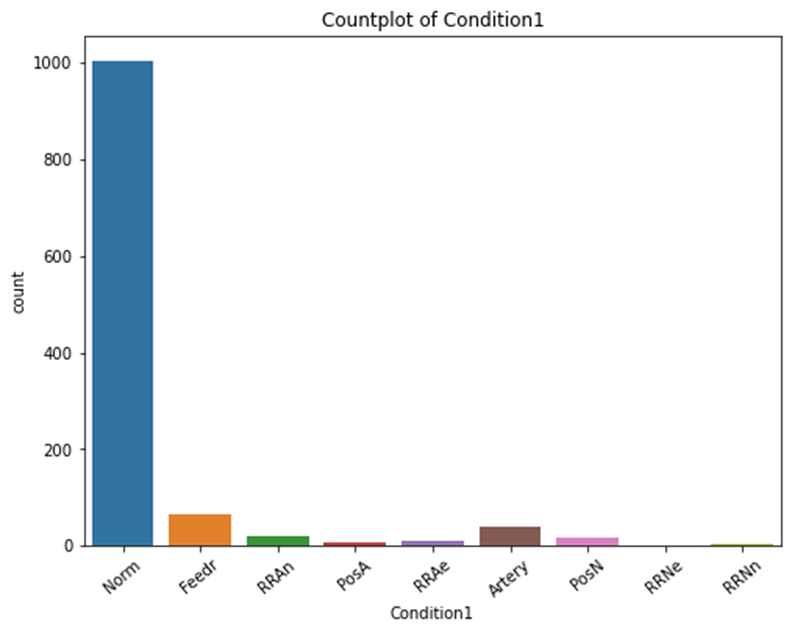 Countplot of Condition1
1000
800
600
400
200
0
count
Norm
Feedr
RRAn
PosA
RRAe
Artery
PosN
RRNe
RRNn
Condition1